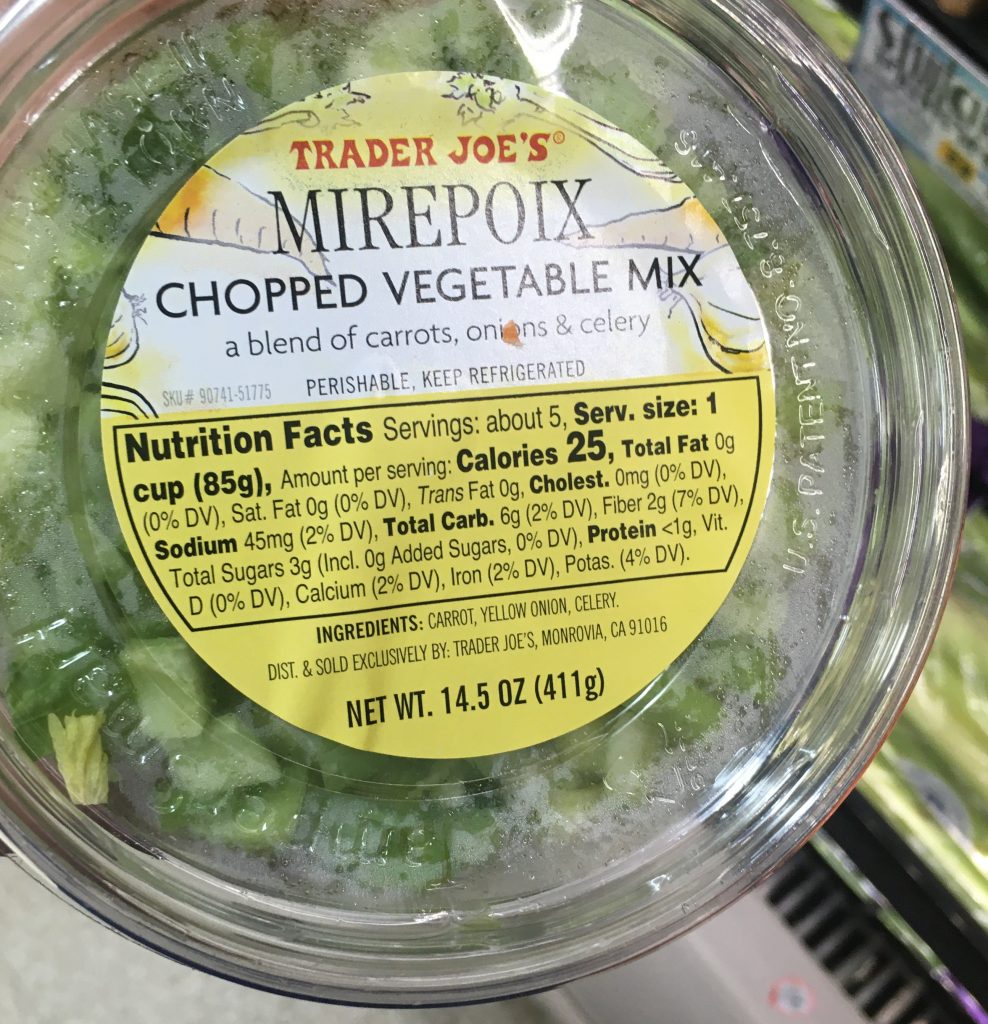 TRADER JOE'S®
MIREPOIX
CHOPPED VEGETABLE MIX
a blend of carrots, onions & celery
SKU# 90741-51775
PERISHABLE, KEEP REFRIGERATED
Nutrition Facts Servings: about 5, Serv. size: 1
cup (85g), Amount per serving: Calories 25, Total Fat 0g
(0% DV), Sat. Fat 0g (0% DV), Trans Fat 0g, Cholest. 0mg (0% DV),
Sodium 45mg (2% DV), Total Carb. 6g (2% DV), Fiber 2g (7% DV),
Total Sugars 3g (Incl. 0g Added Sugars, 0% DV), Protein <1g, Vit.
D (0% DV), Calcium (2% DV), Iron (2% DV), Potas. (4% DV).
INGREDIENTS: CARROT, YELLOW ONION, CELERY.
DIST. & SOLD EXCLUSIVELY BY: TRADER JOE'S, MONROVIA, CA 91016
NET WT. 14.5 OZ (411g)
U.S. PATENT NO.